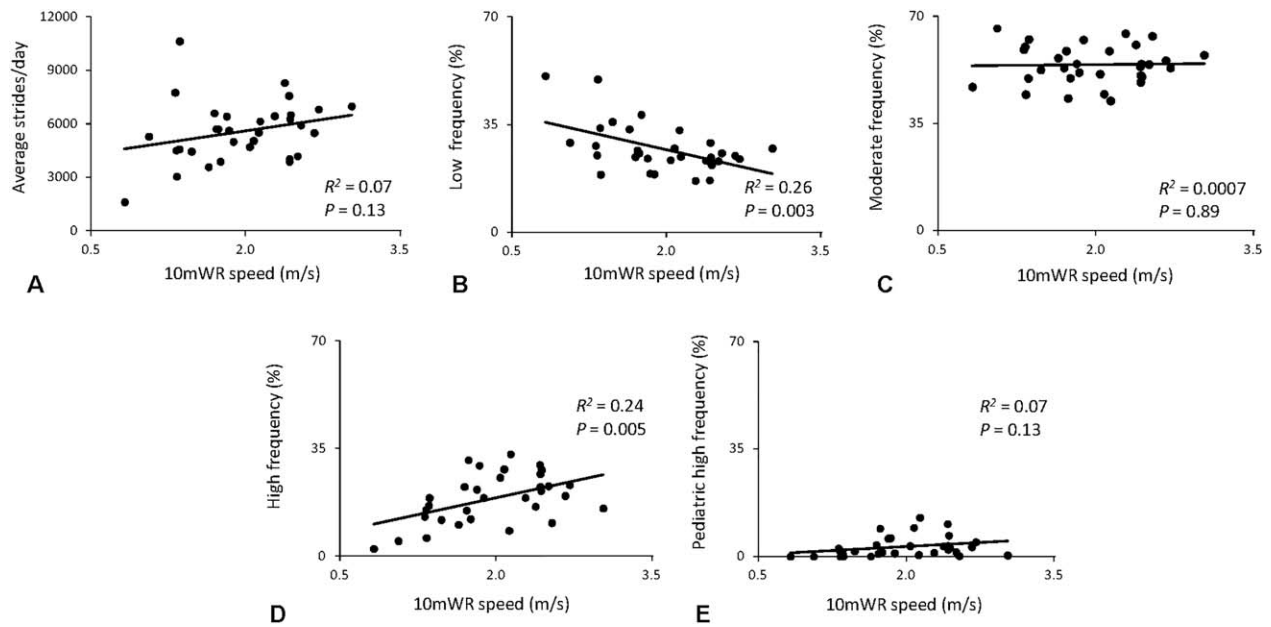 Average strides/day
12000
9000
6000
3000
0
0.5
2.0
3.5
10mWR speed (m/s)
R² = 0.07
P = 0.13
A
Low frequency (%)
70
35
0
0.5
2.0
3.5
10mWR speed (m/s)
R² = 0.26
P = 0.003
B
Moderate frequency (%)
70
35
0
0.5
2.0
3.5
10mWR speed (m/s)
R² = 0.0007
P = 0.89
C
High frequency (%)
70
35
0
0.5
2.0
3.5
10mWR speed (m/s)
R² = 0.24
P = 0.005
D
Pediatric high frequency (%)
70
35
0
0.5
2.0
3.5
10mWR speed (m/s)
R² = 0.07
P = 0.13
E